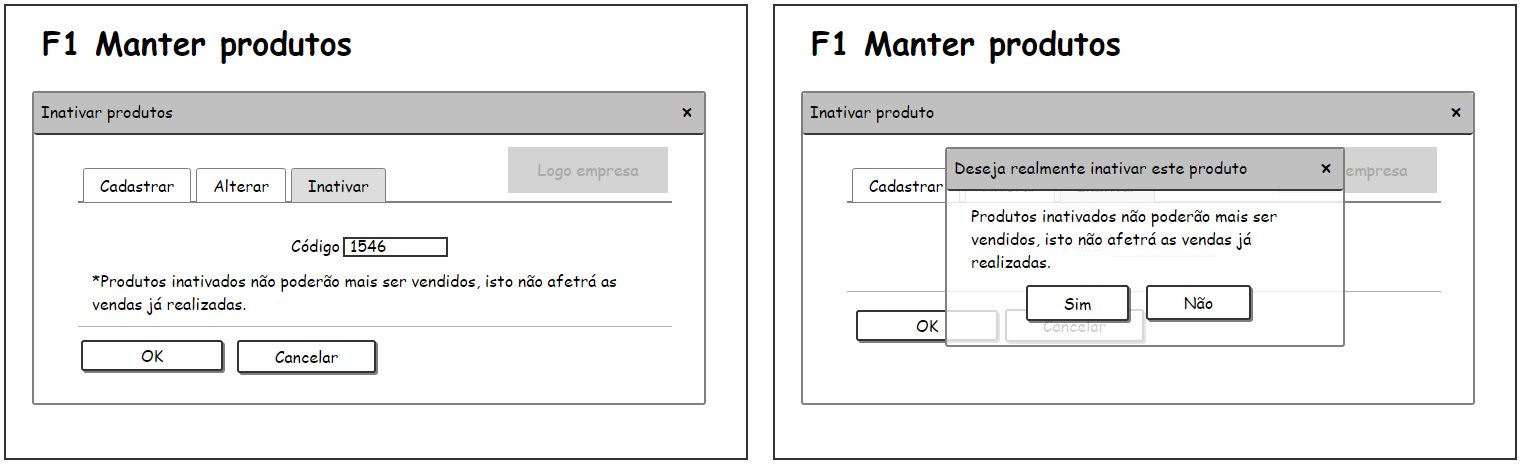 F1 Manter produtos
Inativar produtos ×
Logo empresa
Cadastrar Alterar Inativar
Código 1546
*Produtos inativados não poderão mais ser vendidos, isto não afetrá as
vendas já realizadas.
OK Cancelar
F1 Manter produtos
Inativar produto ×
empresa
Cadastrar
Deseja realmente inativar este produto ×
Produtos inativados não poderão mais ser
vendidos, isto não afetrá as vendas já
realizadas.
Sim Não
OK Cancelar